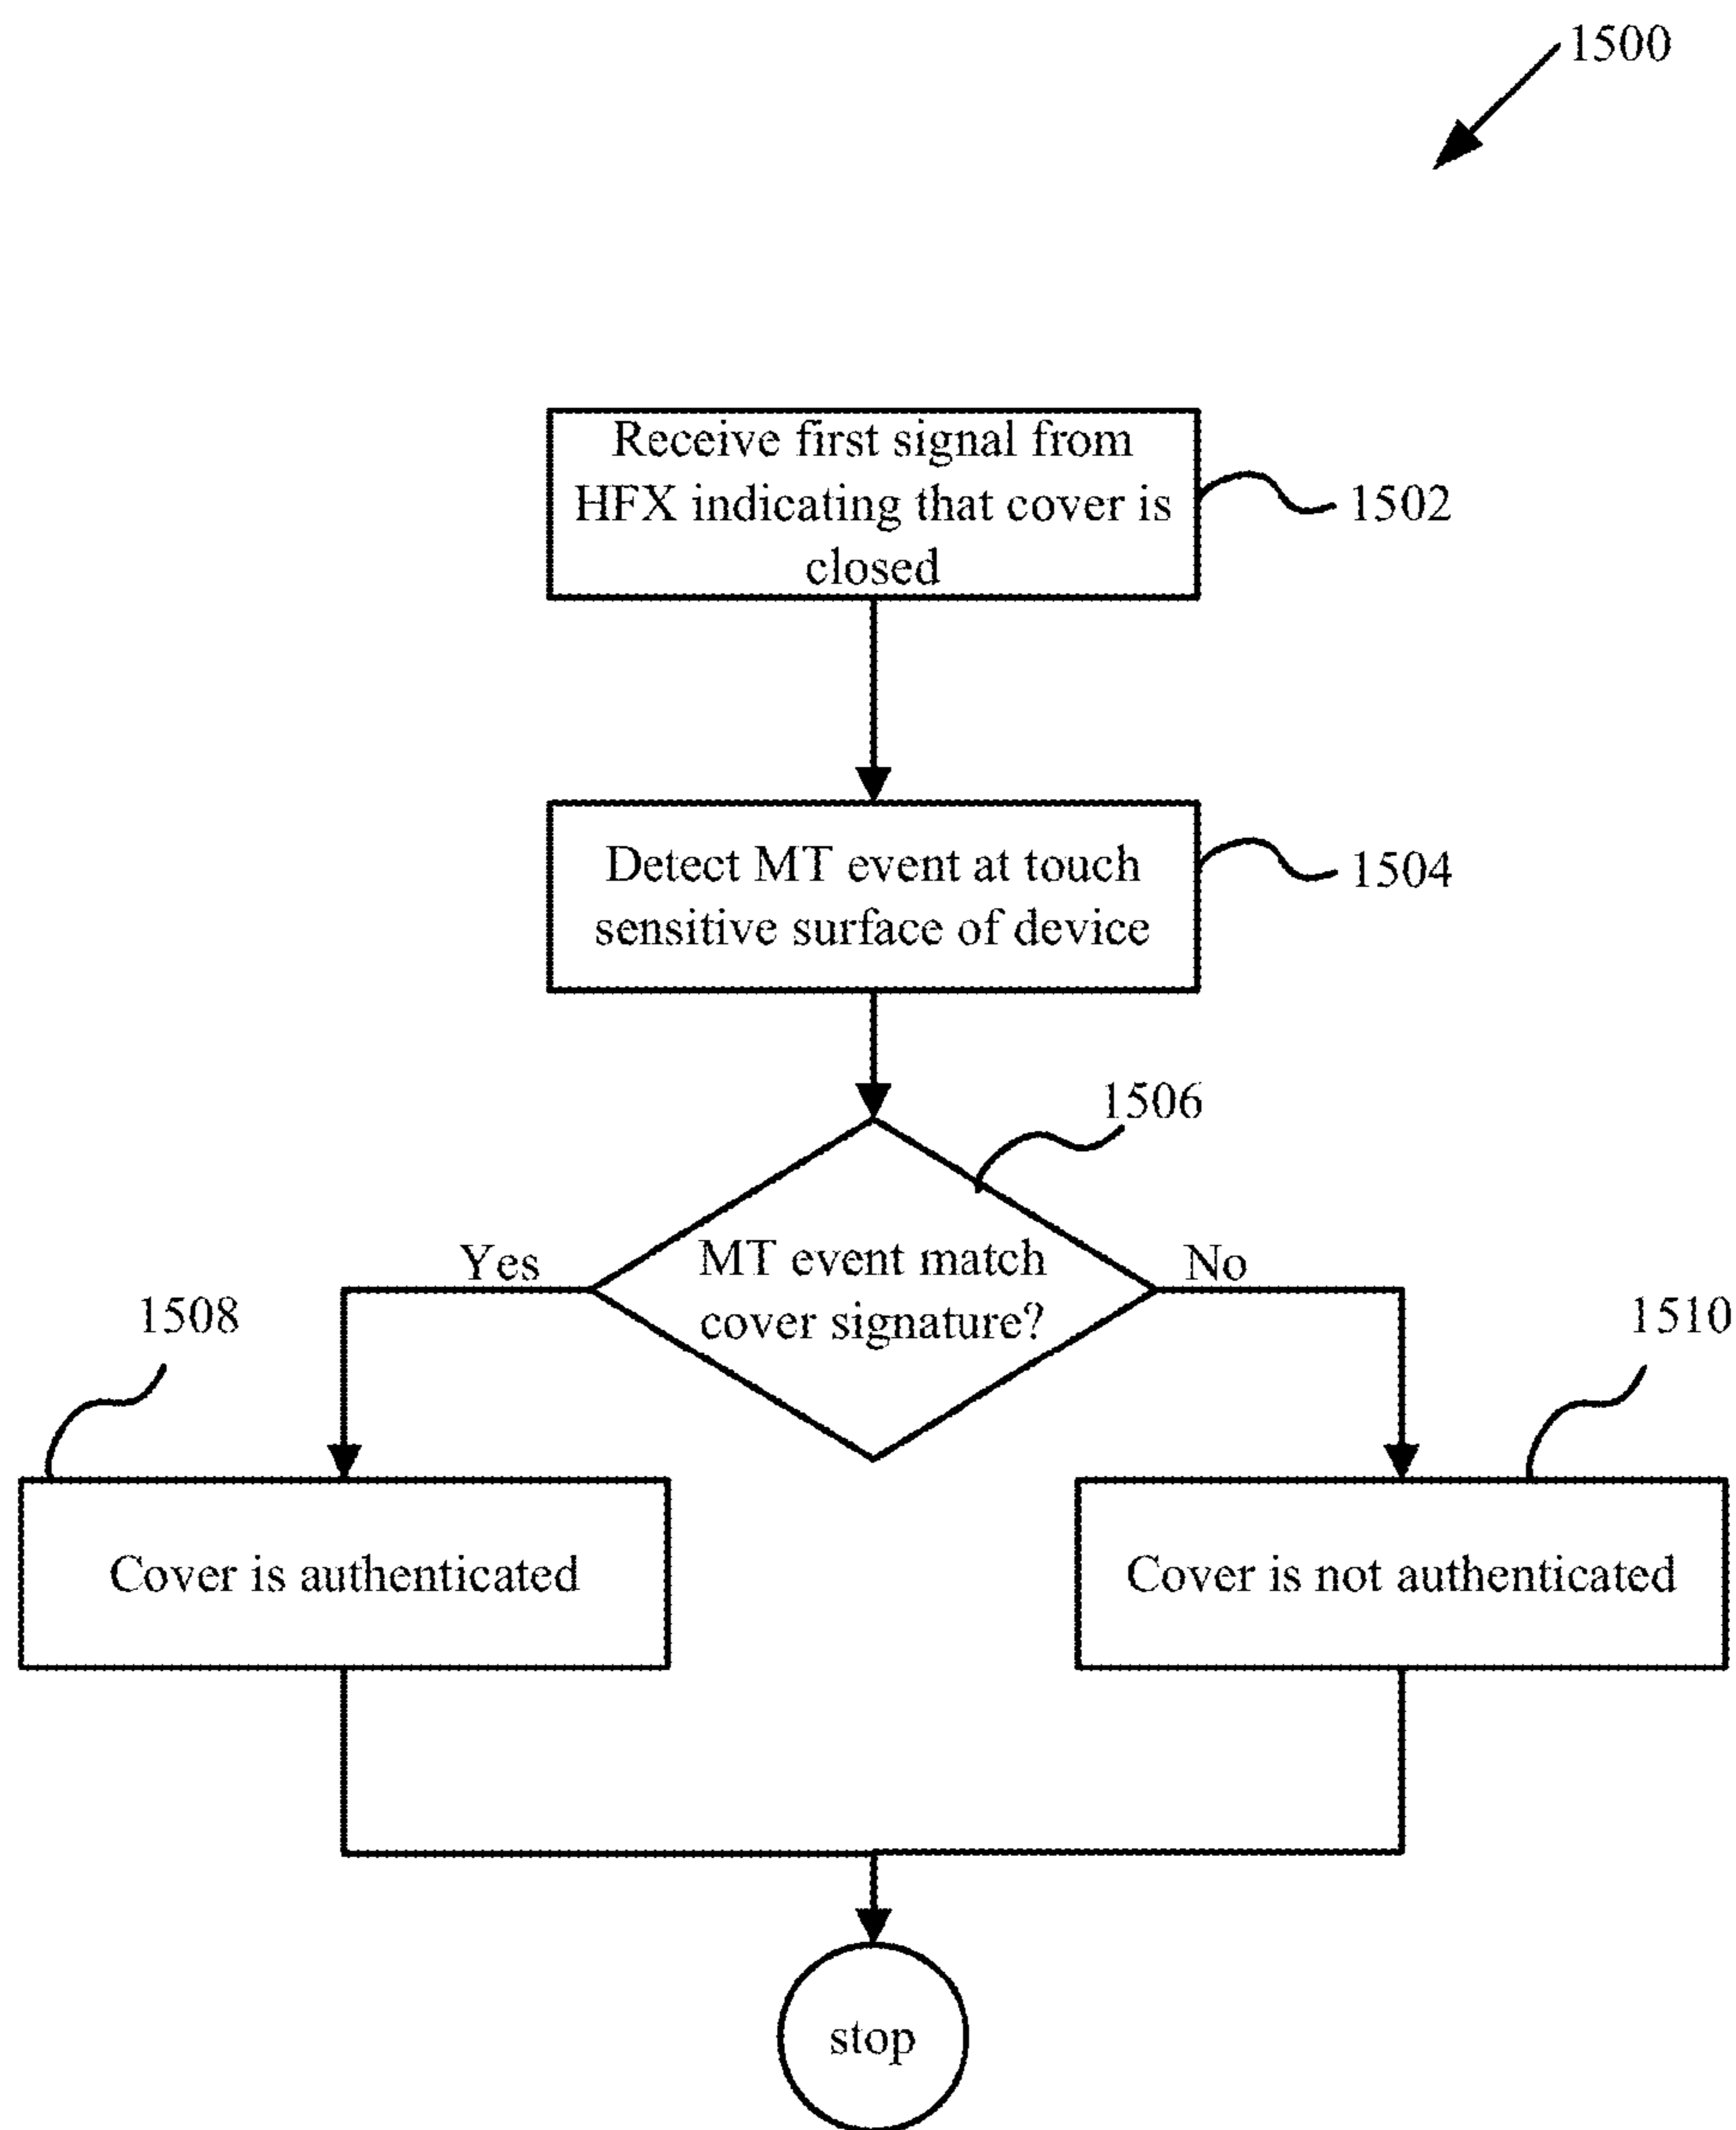 1500
Receive first signal from
HFX indicating that cover is
closed
1502
Detect MT event at touch
sensitive surface of device
1504
1506
MT event match
cover signature?
Yes
No
1508
1510
Cover is authenticated
Cover is not authenticated
stop